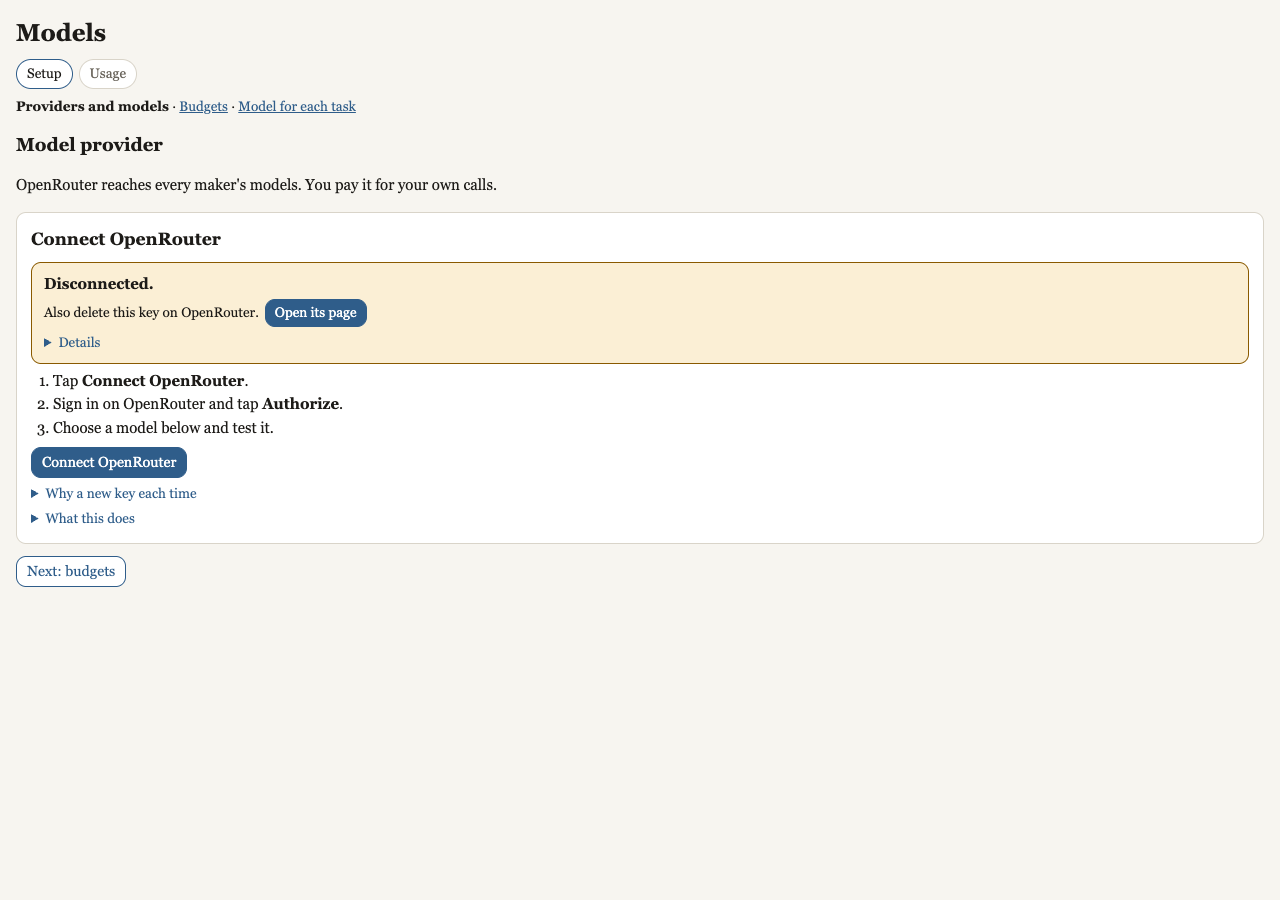 Models
Setup Usage
Providers and models · Budgets · Model for each task
Model provider
OpenRouter reaches every maker's models. You pay it for your own calls.
Connect OpenRouter
Disconnected.
Also delete this key on OpenRouter. Open its page
Details
1. Tap Connect OpenRouter.
2. Sign in on OpenRouter and tap Authorize.
3. Choose a model below and test it.
Connect OpenRouter
Why a new key each time
What this does
Next: budgets